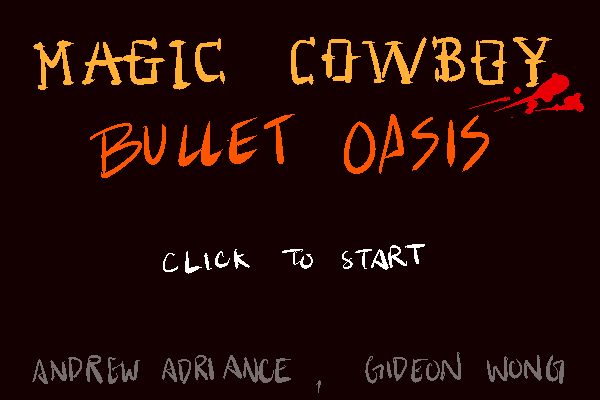 MAGIC COWBOY
BULLET OASIS
CLICK TO START
ANDREW ADRIANCE, GIDEON WONG